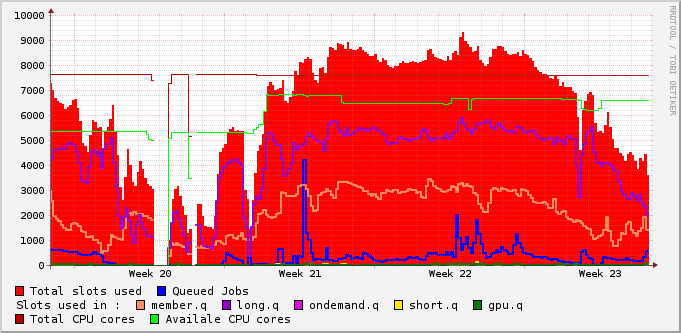 10000
9000
8000
7000
6000
5000
4000
3000
2000
1000
0
Week 20 Week 21 Week 22 Week 23
Total slots used Queued Jobs
Slots used in : member.q long.q ondemand.q short.q gpu.q
Total CPU cores Availale CPU cores
RRDTOOL / TOBI OETIKER